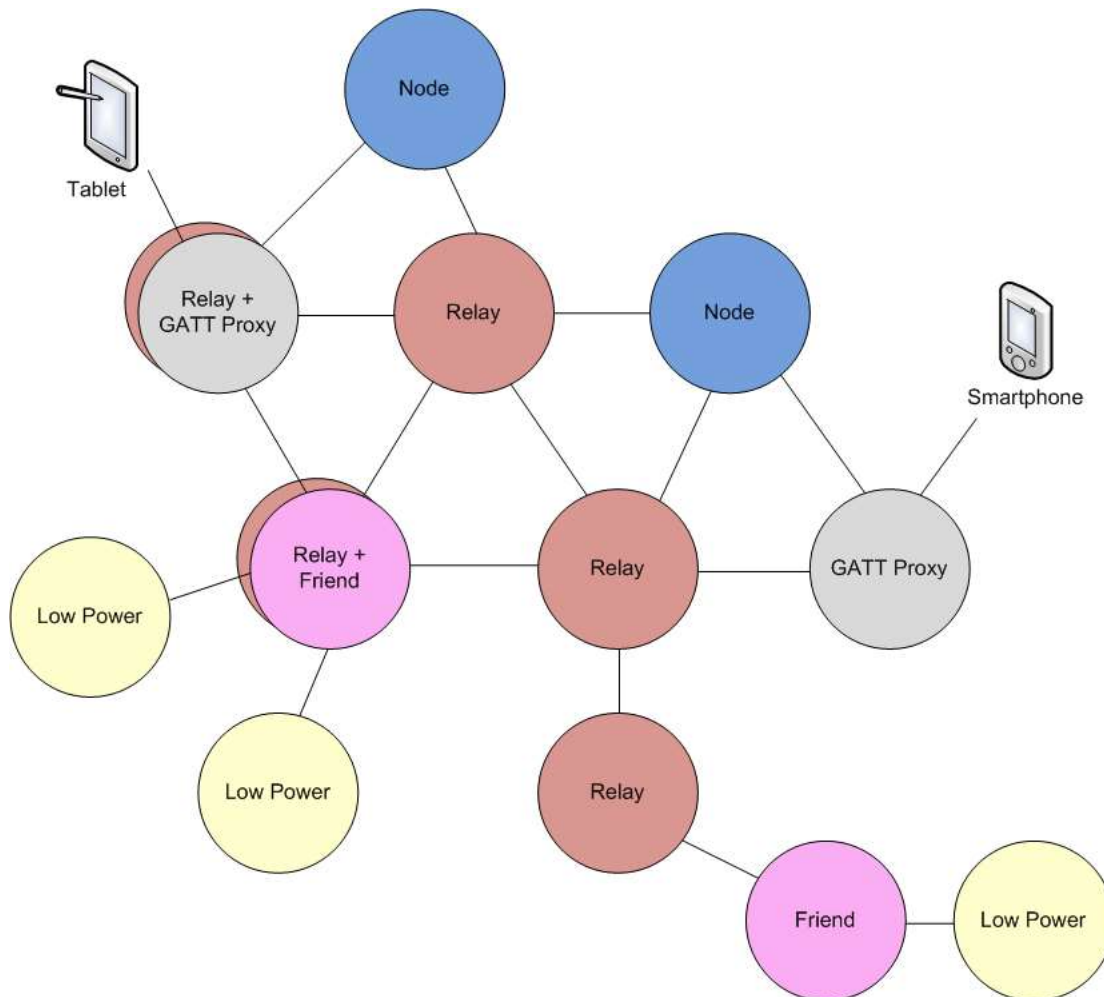 Node
Tablet
Relay +
GATT Proxy
Relay
Node
Smartphone
Relay +
Friend
Relay
GATT Proxy
Low Power
Low Power
Relay
Friend
Low Power